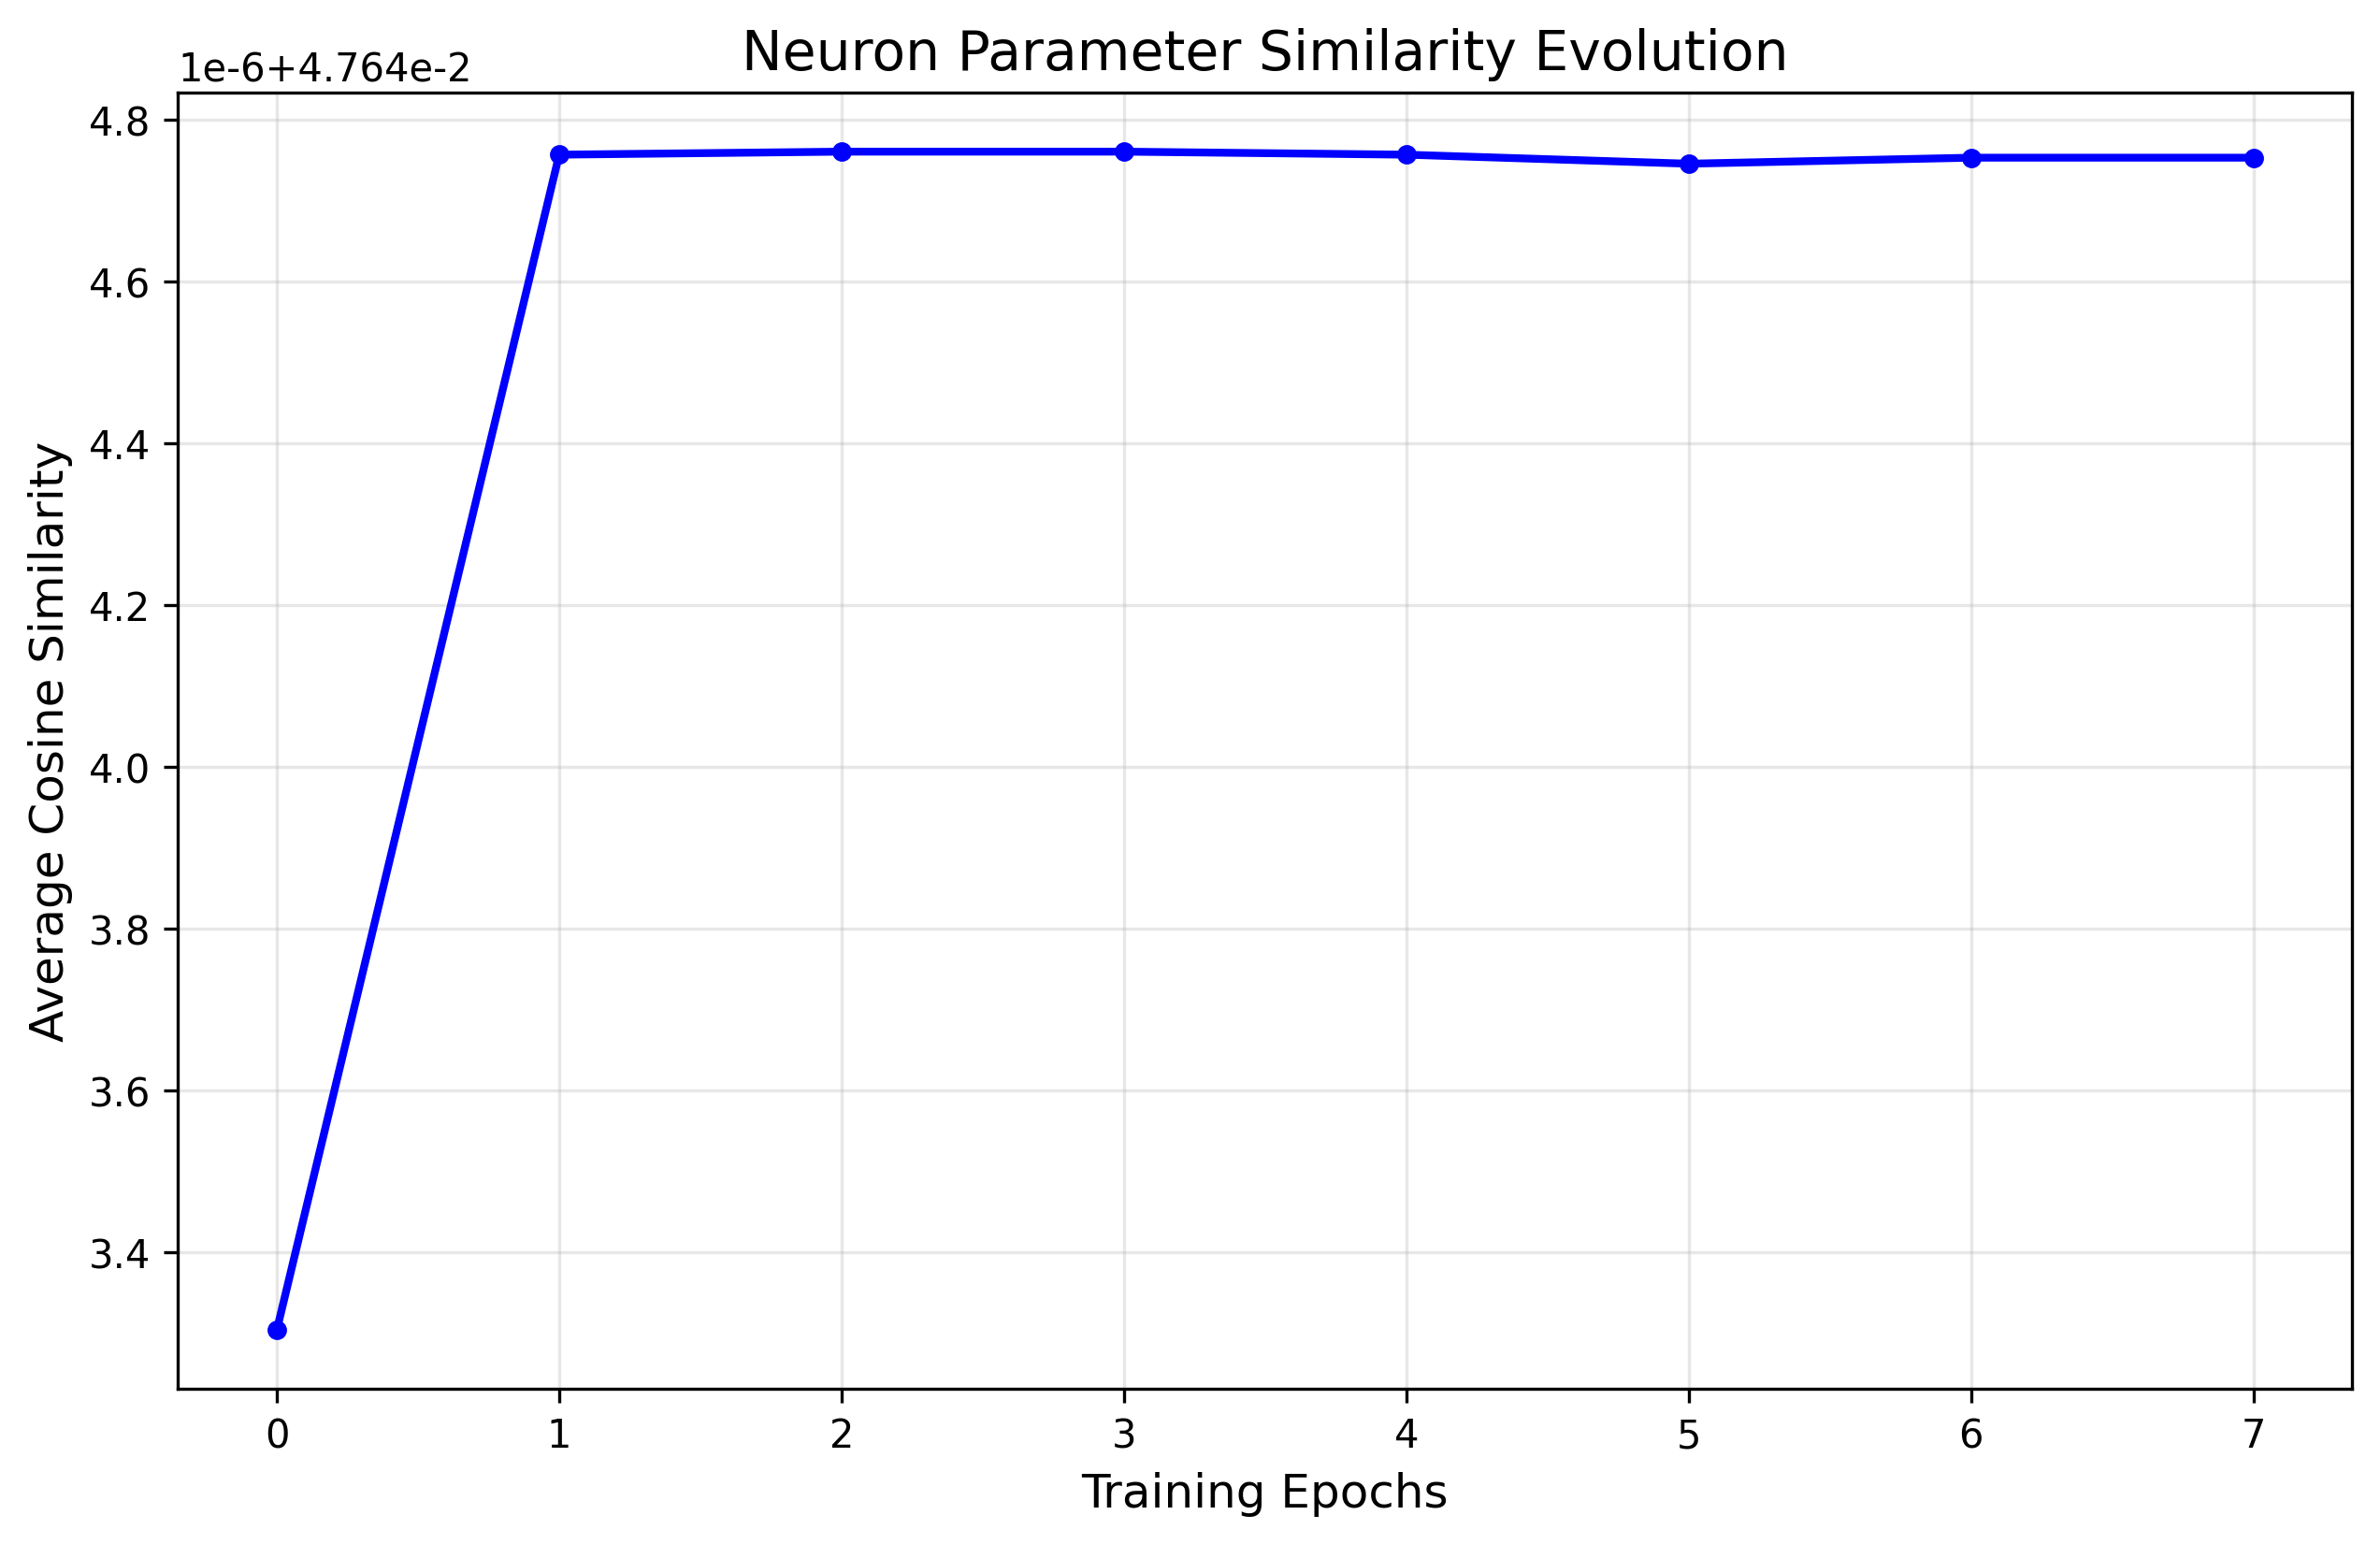 Neuron Parameter Similarity Evolution
1e-6+4.764e-2
4.8
4.6
4.4
4.2
4.0
3.8
3.6
3.4
Average Cosine Similarity
0 1 2 3 4 5 6 7
Training Epochs